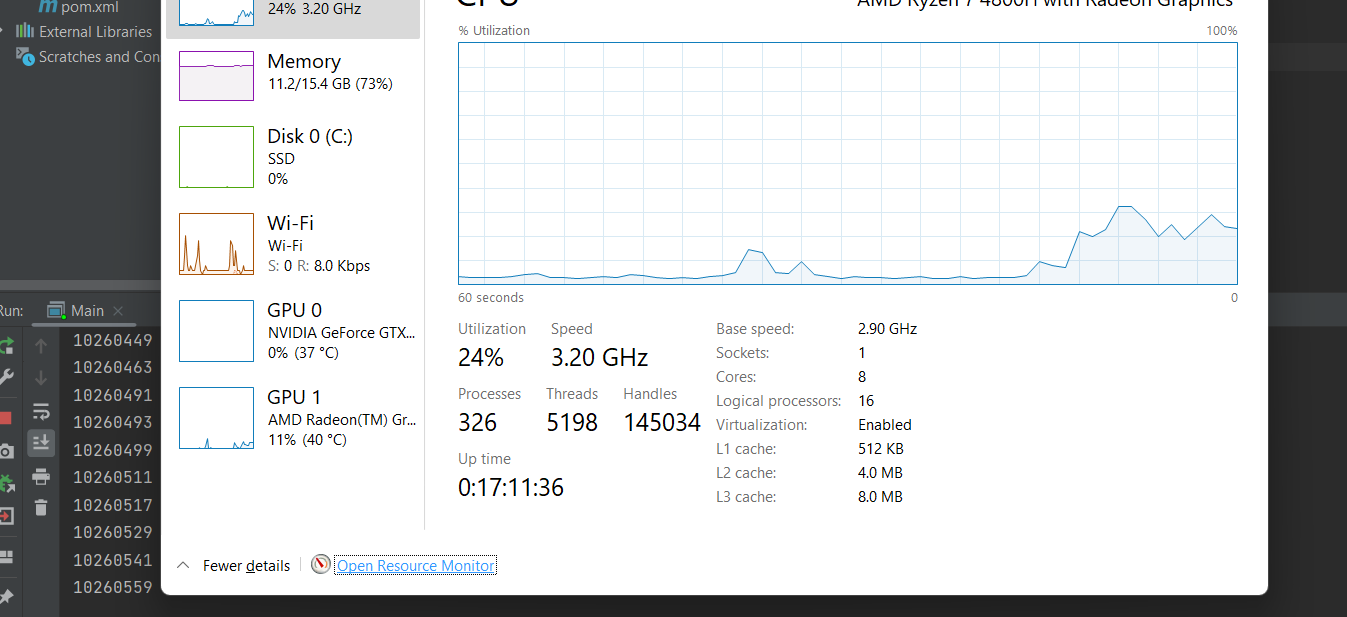 pom.xml
External Libraries
Scratches and Con
Run:
Main
10260449
10260463
10260491
10260493
10260499
10260511
10260517
10260529
10260541
10260559
24% 3.20 GHz
Memory
11.2/15.4 GB (73%)
Disk 0 (C:)
SSD
0%
Wi-Fi
Wi-Fi
S: 0 R: 8.0 Kbps
GPU 0
NVIDIA GeForce GTX...
0% (37 °C)
GPU 1
AMD Radeon(TM) Gr...
11% (40 °C)
CPU
AMD Ryzen 7 4800H with Radeon Graphics
% Utilization
100%
60 seconds
0
Utilization
Speed
24%
3.20 GHz
Processes
Threads
Handles
326
5198
145034
Up time
0:17:11:36
Base speed: 2.90 GHz
Sockets: 1
Cores: 8
Logical processors: 16
Virtualization: Enabled
L1 cache: 512 KB
L2 cache: 4.0 MB
L3 cache: 8.0 MB
Fewer details
Open Resource Monitor